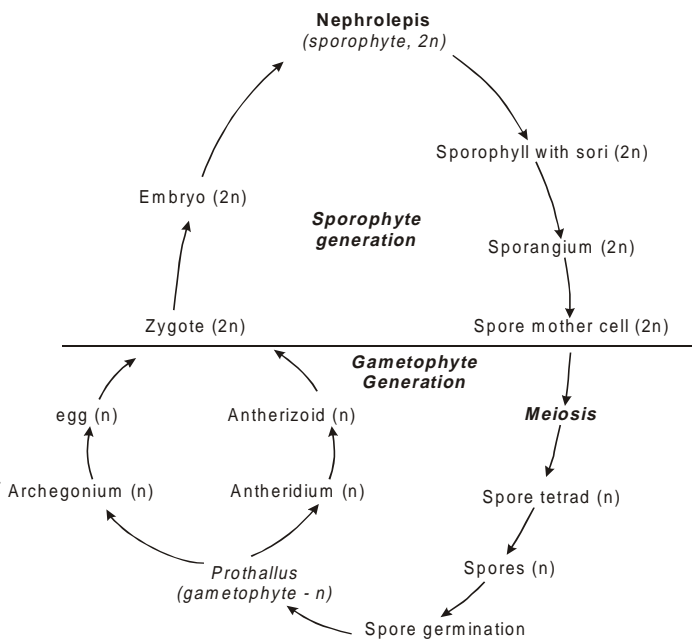 Nephrolepis
(sporophyte, 2n)
Sporophyll with sori (2n)
Embryo (2n)
Sporophyte
generation
Sporangium (2n)
Zygote (2n)
Spore mother cell (2n)
Gametophyte
Generation
egg (n)
Antherizoid (n)
Meiosis
Archegonium (n)
Antheridium (n)
Spore tetrad (n)
Spores (n)
Prothallus
(gametophyte - n)
Spore germination